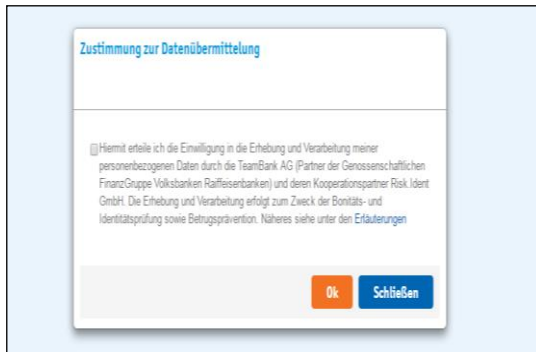 Zustimmung zur Datenübermittelung
Hiermit erteile ich die Einwilligung in die Erhebung und Verarbeitung meiner
personenbezogenen Daten durch die TeamBank AG (Partner der Genossenschaftlichen
FinanzGruppe Volksbanken Raiffeisenbanken) und deren Kooperationspartner Risk.Ident
GmbH. Die Erhebung und Verarbeitung erfolgt zum Zweck der Bonitäts- und
Identitätsprüfung sowie Betrugsprävention. Näheres siehe unter den Erläuterungen
Ok Schließen